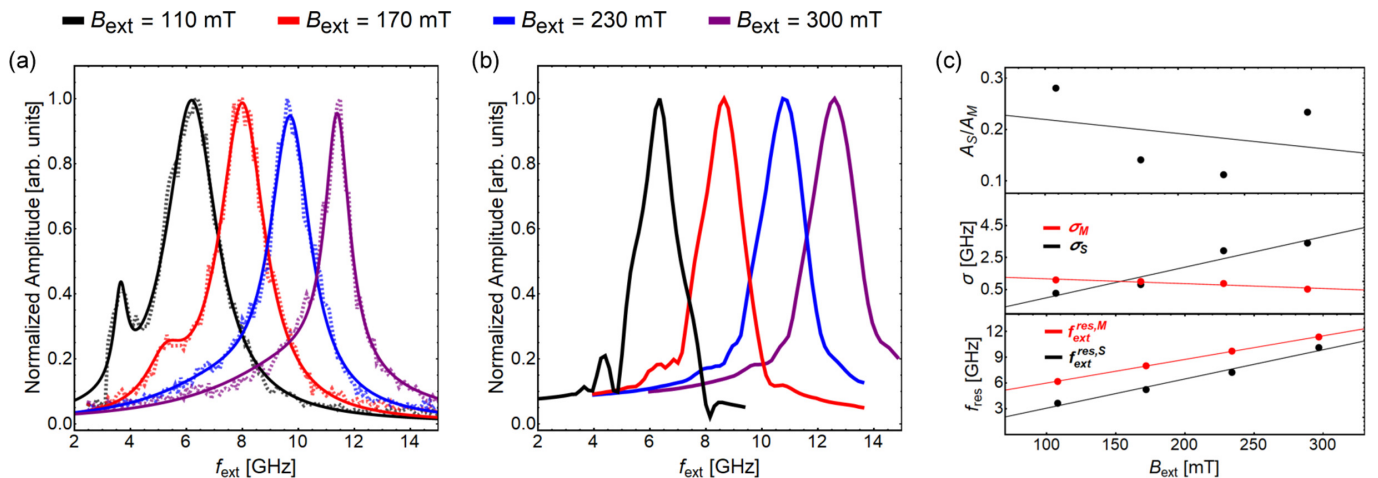 B_ext = 110 mT B_ext = 170 mT B_ext = 230 mT B_ext = 300 mT
(a)
Normalized Amplitude [arb. units]
1.0
0.8
0.6
0.4
0.2
0.0
2 4 6 8 10 12 14
f_ext [GHz]
(b)
Normalized Amplitude [arb. units]
1.0
0.8
0.6
0.4
0.2
0.0
2 4 6 8 10 12 14
f_ext [GHz]
(c)
A_S/A_M
0.3
0.2
0.1
σ [GHz]
4.5
2.5
0.5
σ_M
σ_S
f_res [GHz]
12
9
6
3
f_ext^res,M
f_ext^res,S
100 150 200 250 300
B_ext [mT]